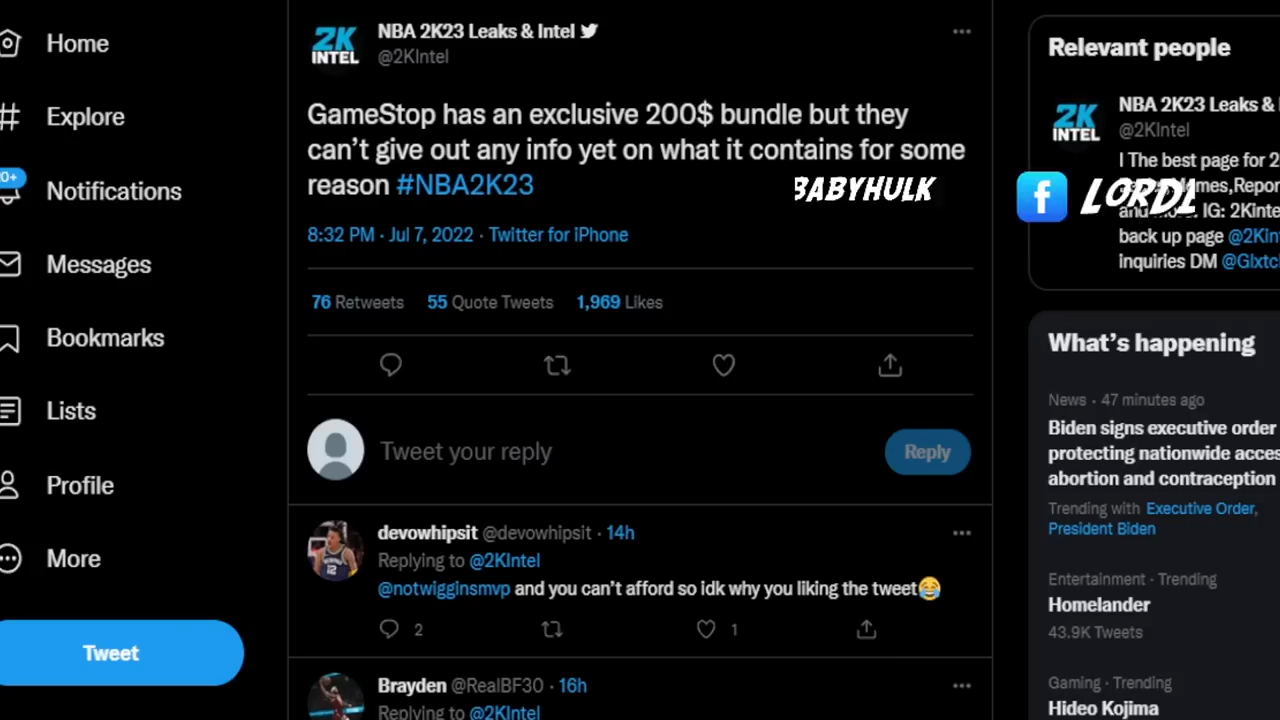 Home
Explore
20+
Notifications
Messages
Bookmarks
Lists
Profile
More
Tweet
2K
INTEL
NBA 2K23 Leaks & Intel
@2KIntel
GameStop has an exclusive 200$ bundle but they
can't give out any info yet on what it contains for some
reason #NBA2K23
BABYHULK
8:32 PM · Jul 7, 2022 · Twitter for iPhone
76 Retweets 55 Quote Tweets 1,969 Likes
Tweet your reply
Reply
devowhipsit @devowhipsit · 14h
Replying to @2KIntel
@notwigginsmvp and you can't afford so idk why you liking the tweet😂
2
1
Brayden @RealBF30 · 16h
Replying to @2KIntel
Relevant people
2K
INTEL
NBA 2K23 Leaks &
@2KIntel
I The best page for 2
f LORD1
and IG: 2Kinte
back up page @2Kin
inquiries DM @Glxtc
What's happening
News · 47 minutes ago
Biden signs executive order
protecting nationwide acces
abortion and contraception
Trending with Executive Order,
President Biden
Entertainment · Trending
Homelander
43.9K Tweets
Gaming · Trending
Hideo Kojima